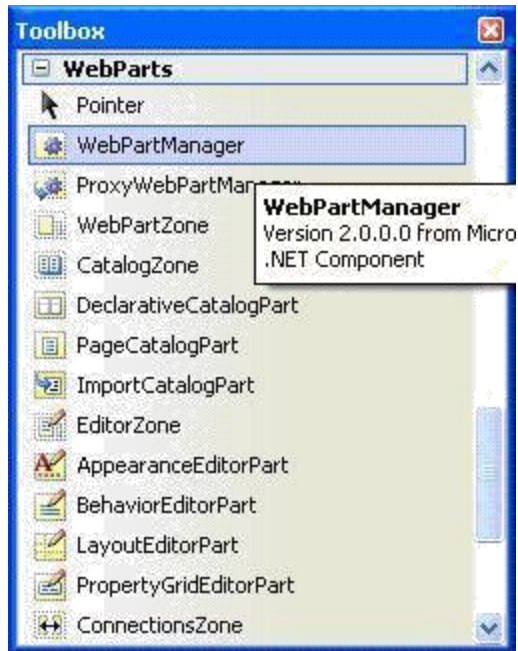 Toolbox
WebParts
Pointer
WebPartManager
WebPartManager
Version 2.0.0.0 from Micro
.NET Component
WebPartZone
CatalogZone
DeclarativeCatalogPart
PageCatalogPart
ImportCatalogPart
EditorZone
AppearanceEditorPart
BehaviorEditorPart
LayoutEditorPart
PropertyGridEditorPart
ConnectionsZone